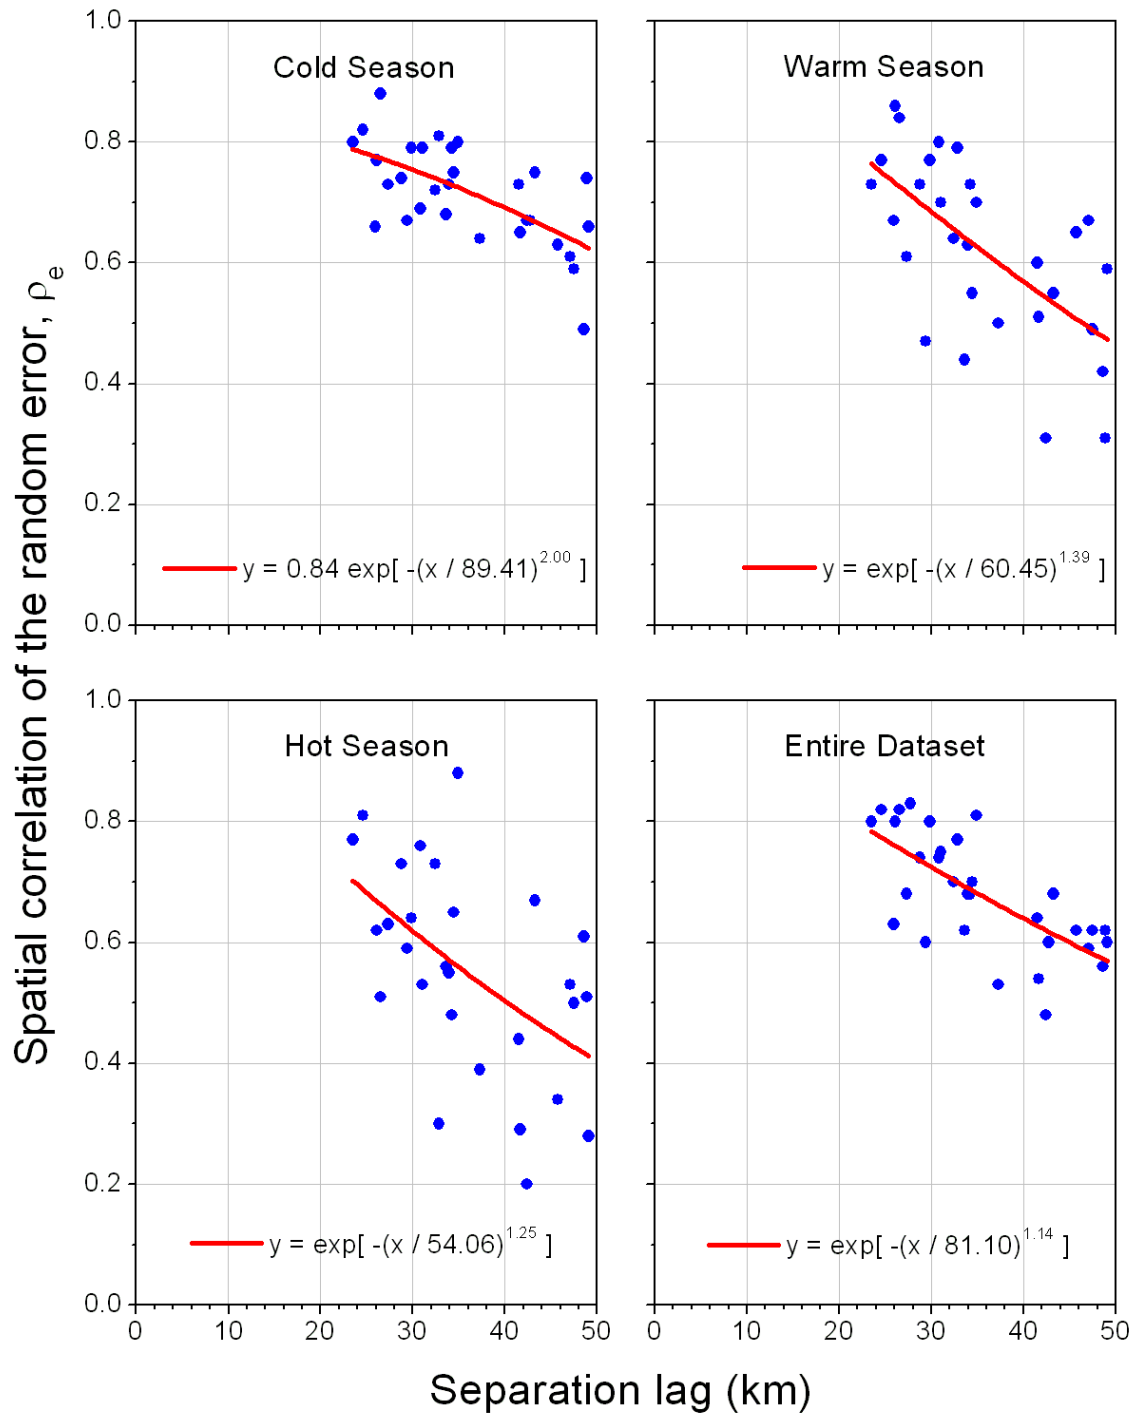 Spatial correlation of the random error, ρe
1.0
0.8
0.6
0.4
0.2
0.0
Cold Season
y = 0.84 exp[ -(x / 89.41)^2.00 ]
Warm Season
y = exp[ -(x / 60.45)^1.39 ]
1.0
0.8
0.6
0.4
0.2
0.0
Hot Season
y = exp[ -(x / 54.06)^1.25 ]
Entire Dataset
y = exp[ -(x / 81.10)^1.14 ]
0 10 20 30 40 50
0 10 20 30 40 50
Separation lag (km)